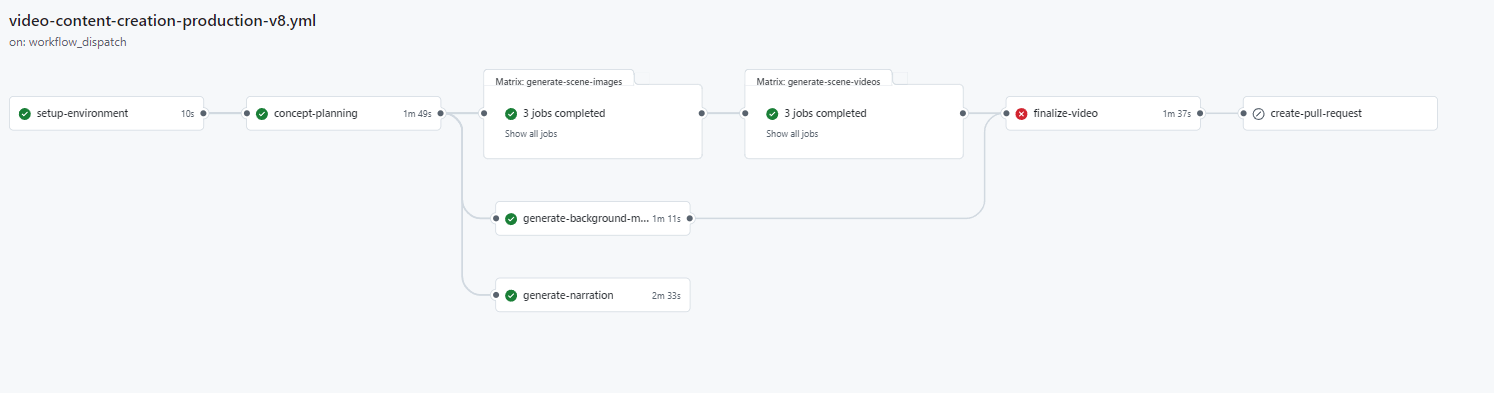 video-content-creation-production-v8.yml
on: workflow_dispatch
setup-environment 10s
concept-planning 1m 49s
Matrix: generate-scene-images
3 jobs completed
Show all jobs
Matrix: generate-scene-videos
3 jobs completed
Show all jobs
finalize-video 1m 37s
create-pull-request
generate-background-m... 1m 11s
generate-narration 2m 33s